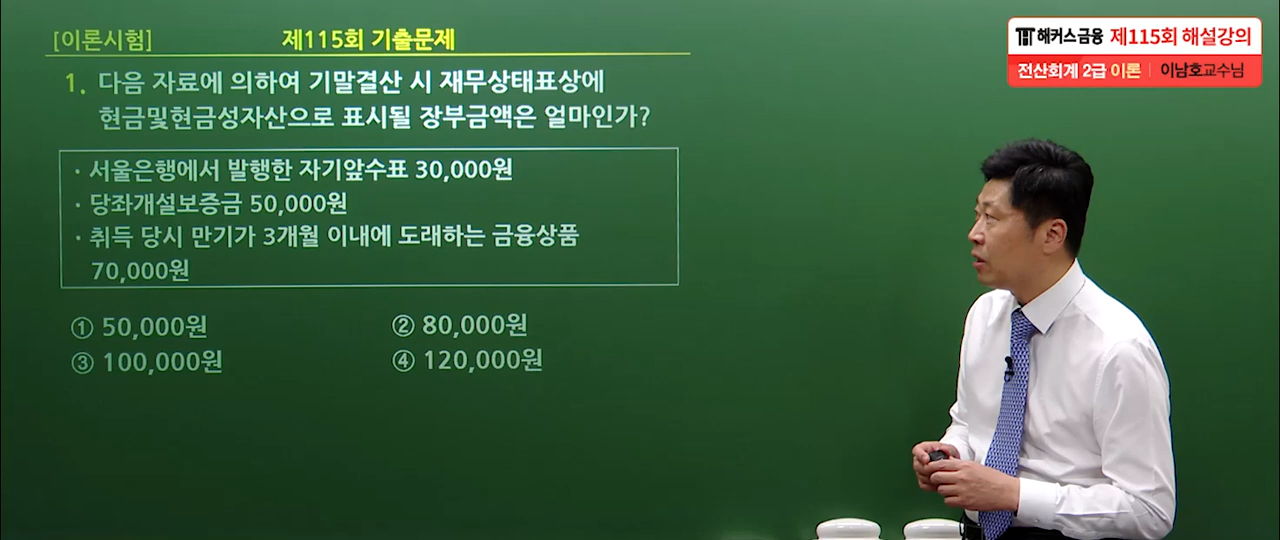 [이론시험] 제115회 기출문제
해커스금융 제115회 해설강의
전산회계 2급 이론 | 이남호교수님
1. 다음 자료에 의하여 기말결산 시 재무상태표상에
현금및현금성자산으로 표시될 장부금액은 얼마인가?
· 서울은행에서 발행한 자기앞수표 30,000원
· 당좌개설보증금 50,000원
· 취득 당시 만기가 3개월 이내에 도래하는 금융상품
70,000원
① 50,000원 ② 80,000원
③ 100,000원 ④ 120,000원